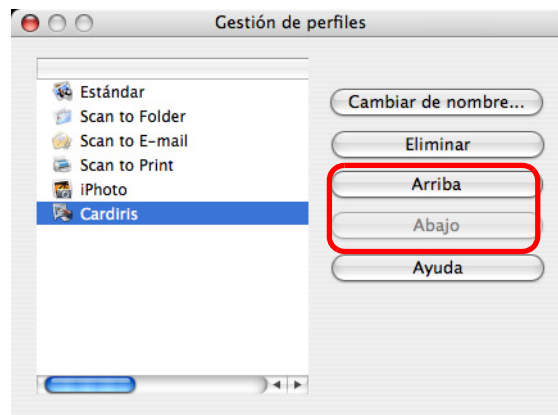 Gestión de perfiles
Estándar
Scan to Folder
Scan to E-mail
Scan to Print
iPhoto
Cardiris
Cambiar de nombre...
Eliminar
Arriba
Abajo
Ayuda